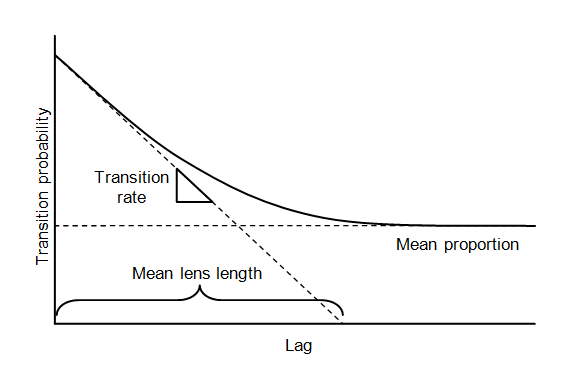 Transition probability
Transition
rate
Mean proportion
Mean lens length
Lag